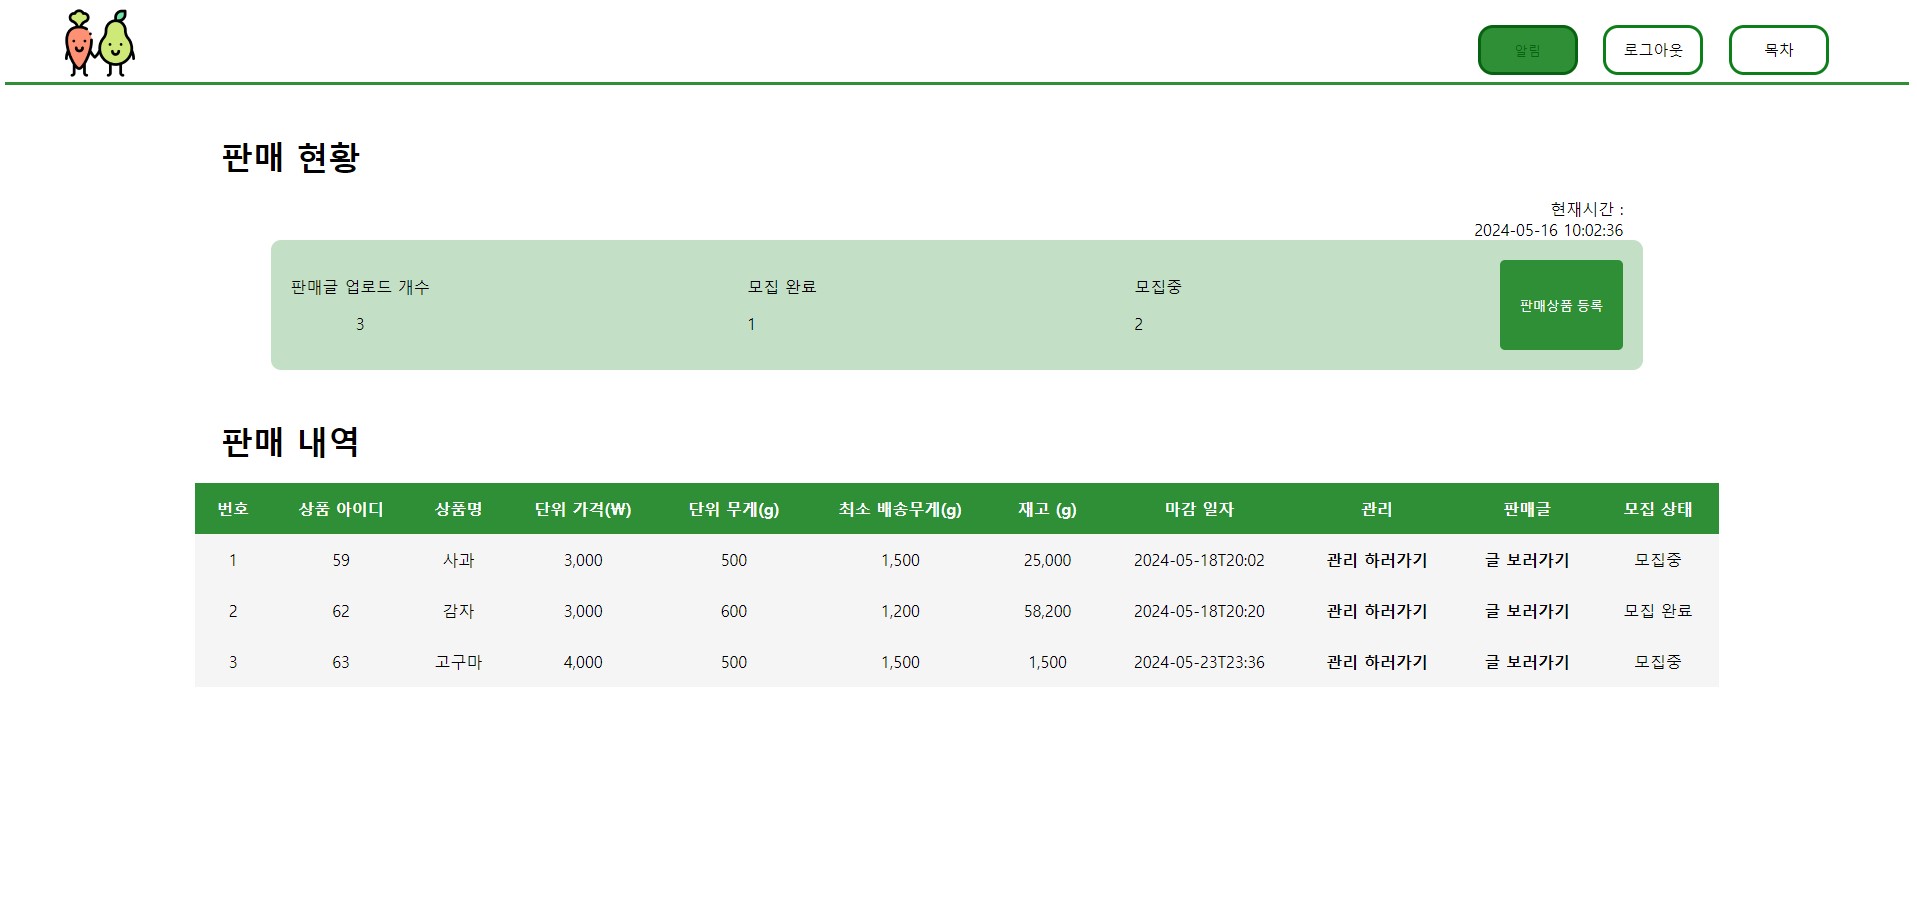 알림 로그아웃 목차
판매 현황
현재시간 :
2024-05-16 10:02:36
판매글 업로드 개수 모집 완료 모집중 판매상품 등록
3 1 2
판매 내역
번호 상품 아이디 상품명 단위 가격(₩) 단위 무게(g) 최소 배송무게(g) 재고 (g) 마감 일자 관리 판매글 모집 상태
1 59 사과 3,000 500 1,500 25,000 2024-05-18T20:02 관리 하러가기 글 보러가기 모집중
2 62 감자 3,000 600 1,200 58,200 2024-05-18T20:20 관리 하러가기 글 보러가기 모집 완료
3 63 고구마 4,000 500 1,500 1,500 2024-05-23T23:36 관리 하러가기 글 보러가기 모집중